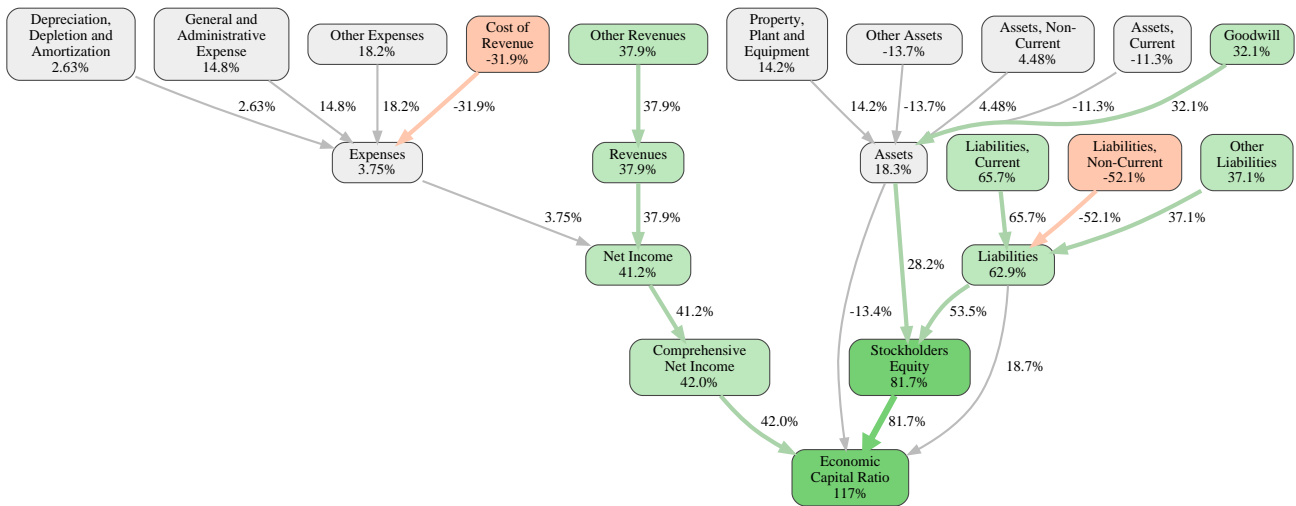 Depreciation,
Depletion and
Amortization
2.63%
General and
Administrative
Expense
14.8%
Other Expenses
18.2%
Cost of
Revenue
-31.9%
Other Revenues
37.9%
Property,
Plant and
Equipment
14.2%
Other Assets
-13.7%
Assets, Non-
Current
4.48%
Assets,
Current
-11.3%
Goodwill
32.1%
2.63%
14.8%
18.2%
-31.9%
37.9%
14.2%
-13.7%
4.48%
-11.3%
32.1%
Expenses
3.75%
Revenues
37.9%
Assets
18.3%
Liabilities,
Current
65.7%
Liabilities,
Non-Current
-52.1%
Other
Liabilities
37.1%
3.75%
37.9%
65.7%
-52.1%
37.1%
Net Income
41.2%
28.2%
Liabilities
62.9%
41.2%
-13.4%
53.5%
Comprehensive
Net Income
42.0%
Stockholders
Equity
81.7%
18.7%
42.0%
81.7%
Economic
Capital Ratio
117%